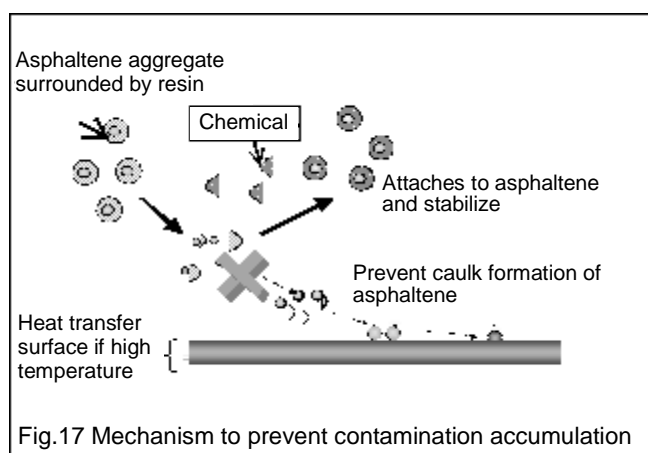 Asphaltene aggregate
surrounded by resin
Chemical
Attaches to asphaltene
and stabilize
Prevent caulk formation of
asphaltene
Heat transfer
surface if high
temperature
Fig.17 Mechanism to prevent contamination accumulation